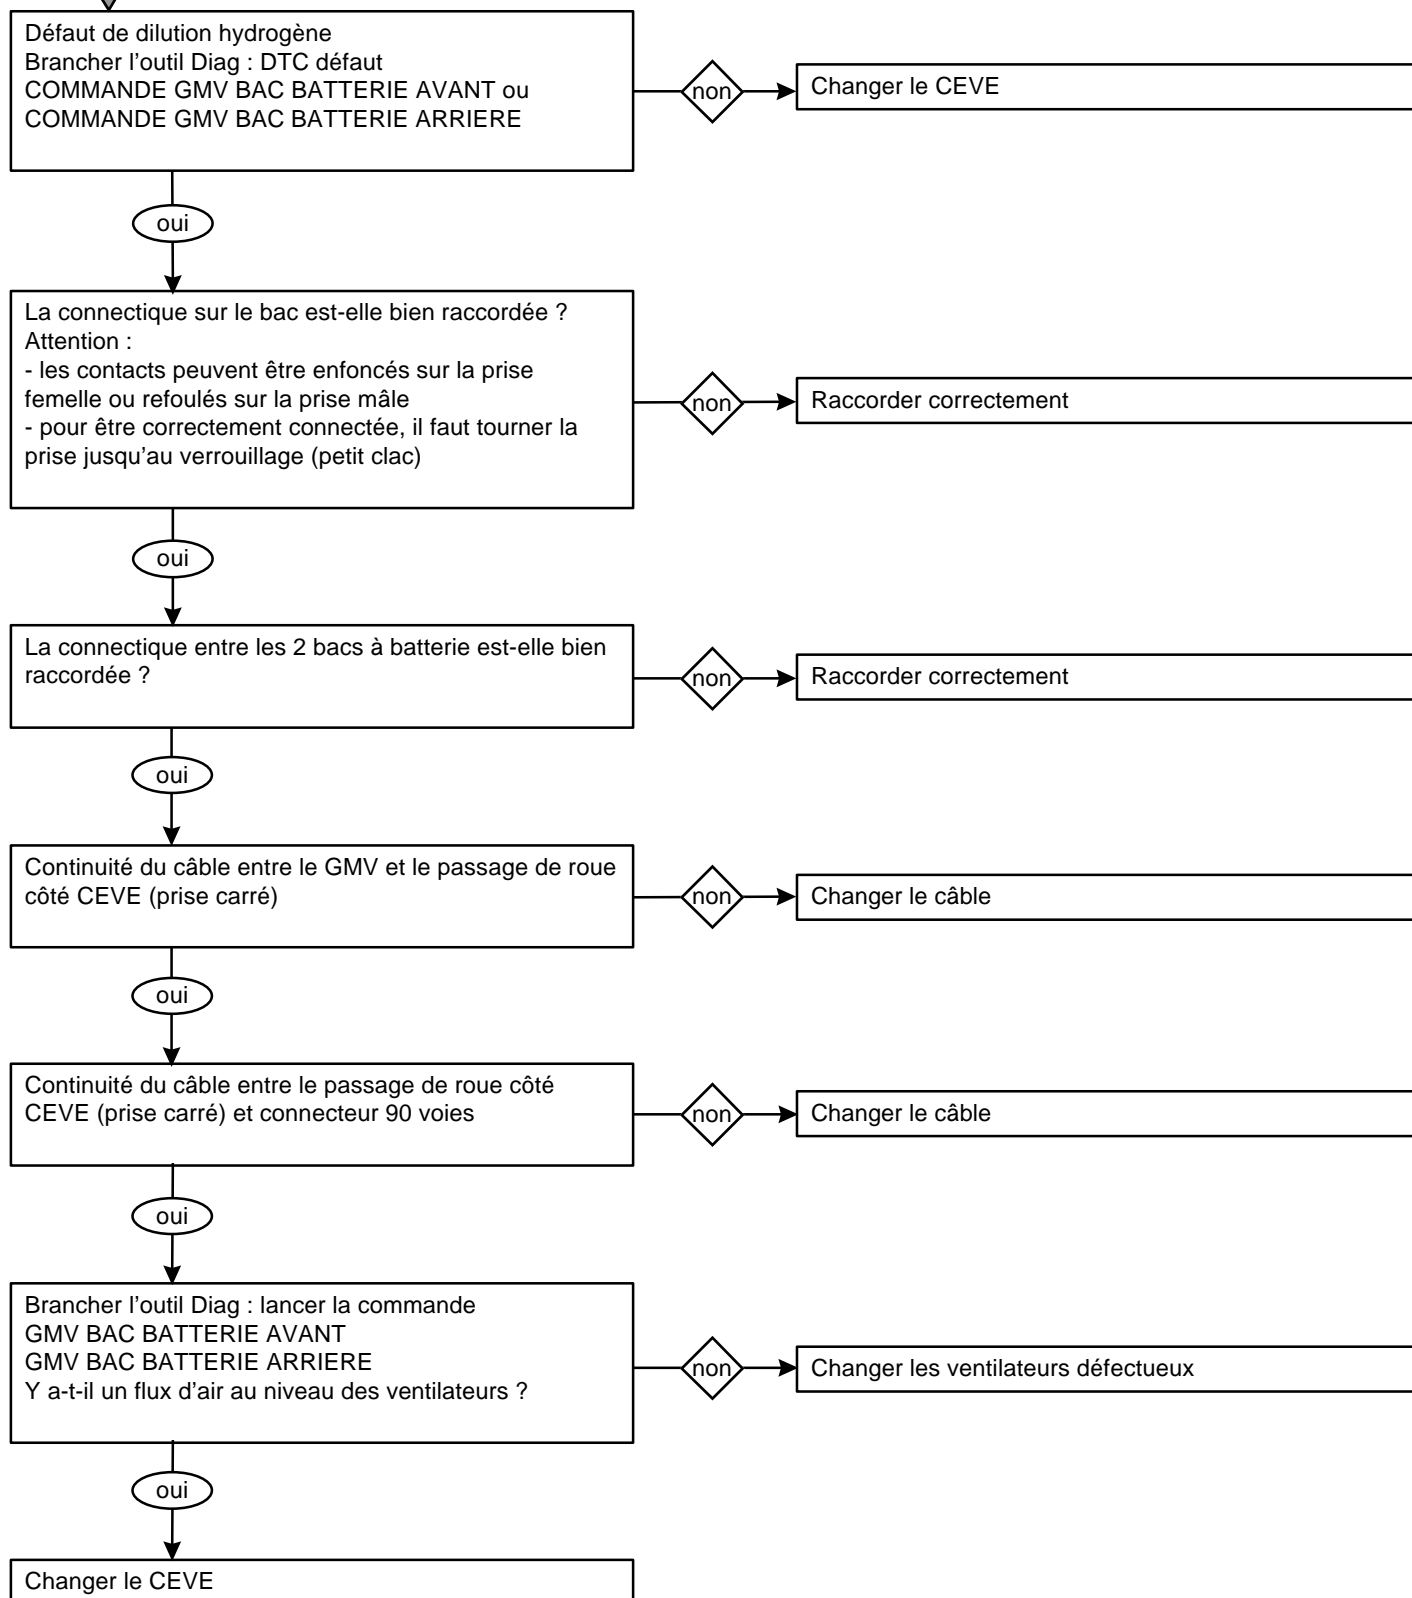 Défaut de dilution hydrogène
Brancher l'outil Diag : DTC défaut
COMMANDE GMV BAC BATTERIE AVANT ou
COMMANDE GMV BAC BATTERIE ARRIERE
non
Changer le CEVE
oui
La connectique sur le bac est-elle bien raccordée ?
Attention :
- les contacts peuvent être enfoncés sur la prise
femelle ou refoulés sur la prise mâle
- pour être correctement connectée, il faut tourner la
prise jusqu'au verrouillage (petit clac)
non
Raccorder correctement
oui
La connectique entre les 2 bacs à batterie est-elle bien
raccordée ?
non
Raccorder correctement
oui
Continuité du câble entre le GMV et le passage de roue
côté CEVE (prise carré)
non
Changer le câble
oui
Continuité du câble entre le passage de roue côté
CEVE (prise carré) et connecteur 90 voies
non
Changer le câble
oui
Brancher l'outil Diag : lancer la commande
GMV BAC BATTERIE AVANT
GMV BAC BATTERIE ARRIERE
Y a-t-il un flux d'air au niveau des ventilateurs ?
non
Changer les ventilateurs défectueux
oui
Changer le CEVE